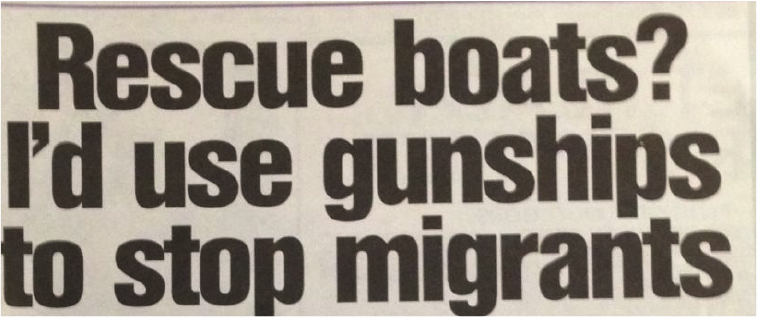 Rescue boats?
I'd use gunships
to stop migrants